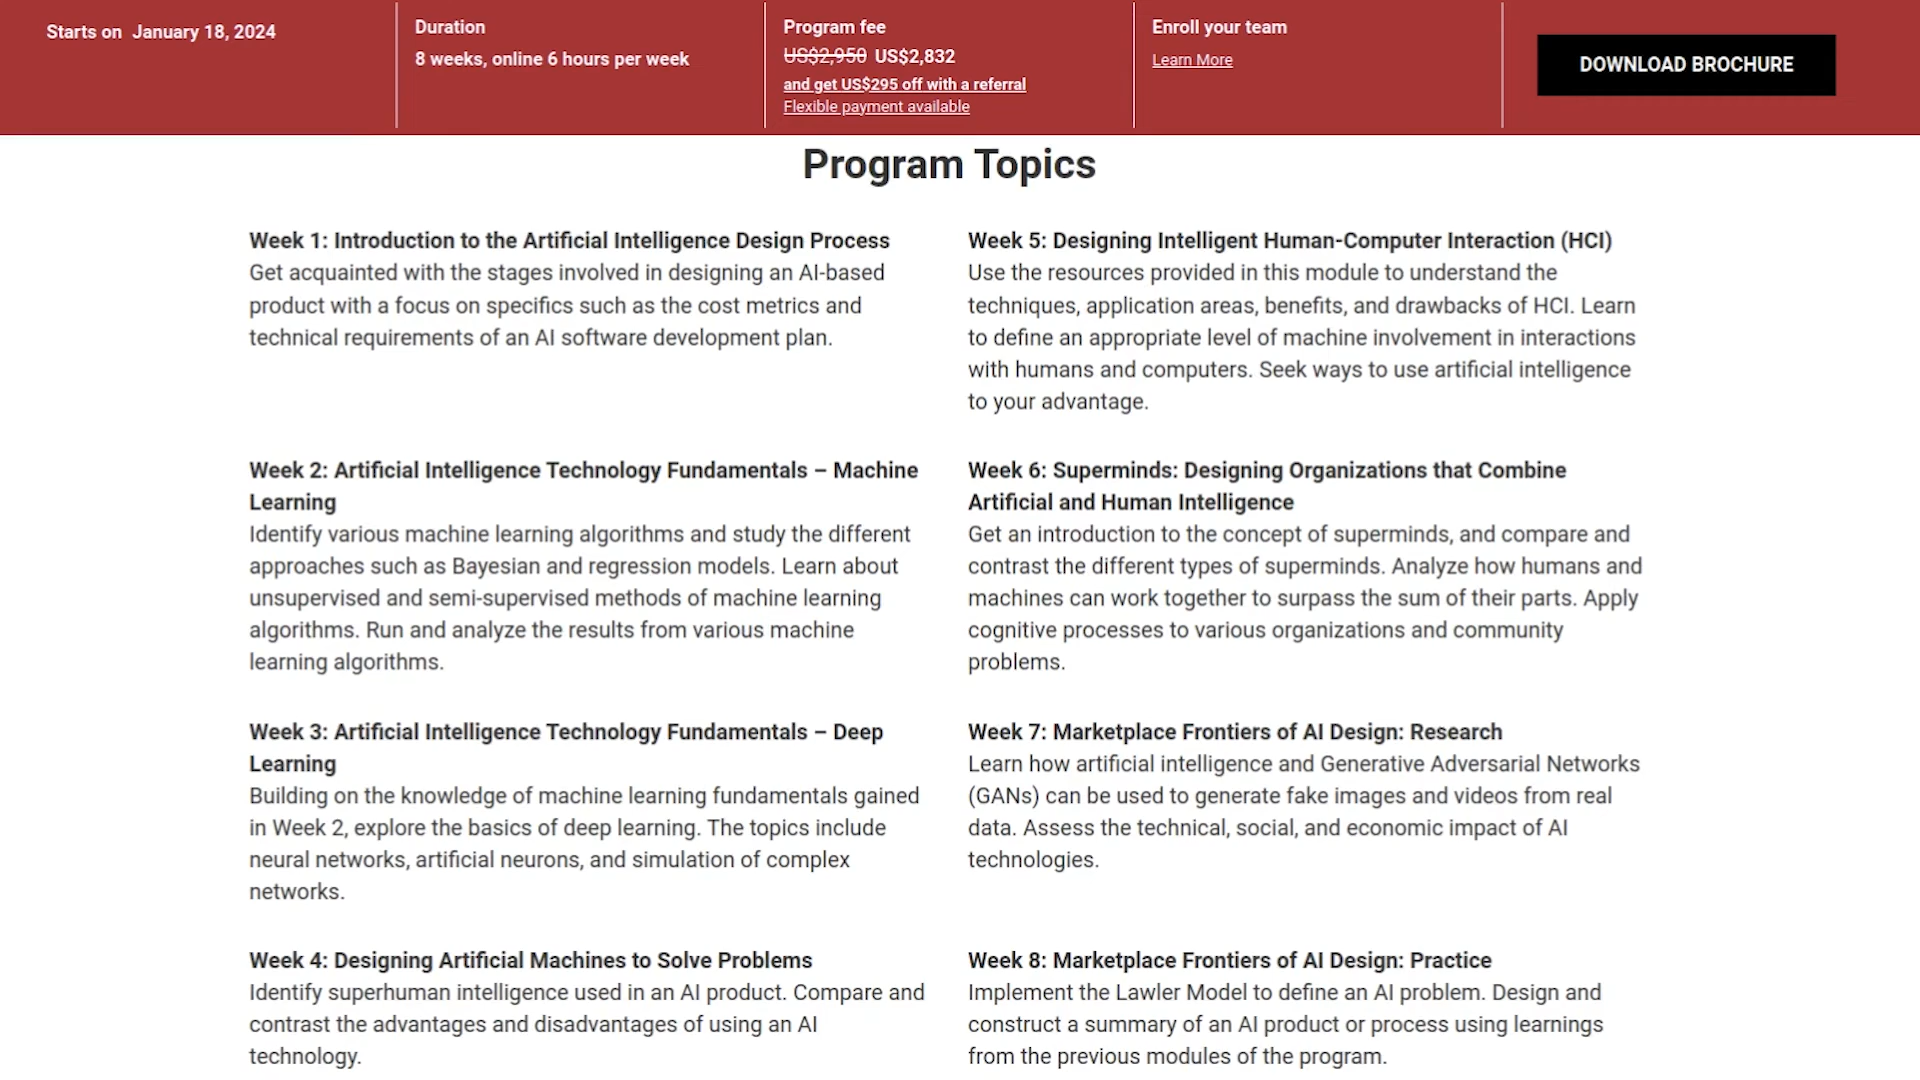 Starts on January 18, 2024
Duration
8 weeks, online 6 hours per week
Program fee
US$2,950 US$2,832
and get US$295 off with a referral
Flexible payment available
Enroll your team
Learn More
DOWNLOAD BROCHURE
Program Topics
Week 1: Introduction to the Artificial Intelligence Design Process
Get acquainted with the stages involved in designing an AI-based
product with a focus on specifics such as the cost metrics and
technical requirements of an AI software development plan.
Week 2: Artificial Intelligence Technology Fundamentals – Machine
Learning
Identify various machine learning algorithms and study the different
approaches such as Bayesian and regression models. Learn about
unsupervised and semi-supervised methods of machine learning
algorithms. Run and analyze the results from various machine
learning algorithms.
Week 3: Artificial Intelligence Technology Fundamentals – Deep
Learning
Building on the knowledge of machine learning fundamentals gained
in Week 2, explore the basics of deep learning. The topics include
neural networks, artificial neurons, and simulation of complex
networks.
Week 4: Designing Artificial Machines to Solve Problems
Identify superhuman intelligence used in an AI product. Compare and
contrast the advantages and disadvantages of using an AI
technology.
Week 5: Designing Intelligent Human-Computer Interaction (HCI)
Use the resources provided in this module to understand the
techniques, application areas, benefits, and drawbacks of HCI. Learn
to define an appropriate level of machine involvement in interactions
with humans and computers. Seek ways to use artificial intelligence
to your advantage.
Week 6: Superminds: Designing Organizations that Combine
Artificial and Human Intelligence
Get an introduction to the concept of superminds, and compare and
contrast the different types of superminds. Analyze how humans and
machines can work together to surpass the sum of their parts. Apply
cognitive processes to various organizations and community
problems.
Week 7: Marketplace Frontiers of AI Design: Research
Learn how artificial intelligence and Generative Adversarial Networks
(GANs) can be used to generate fake images and videos from real
data. Assess the technical, social, and economic impact of AI
technologies.
Week 8: Marketplace Frontiers of AI Design: Practice
Implement the Lawler Model to define an AI problem. Design and
construct a summary of an AI product or process using learnings
from the previous modules of the program.